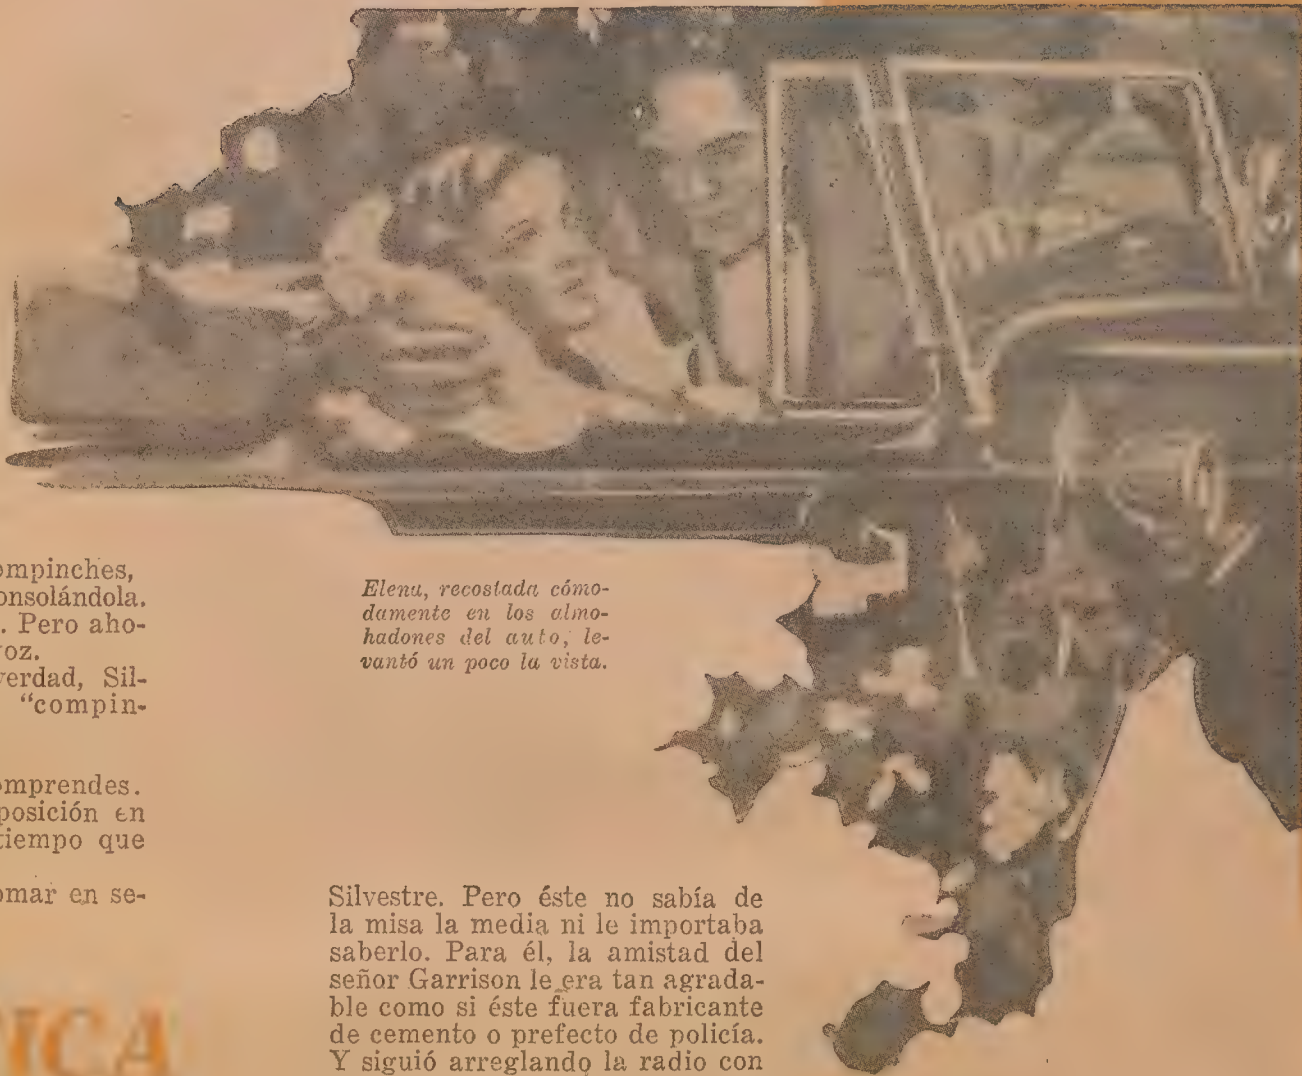 ompinches,
onsolándola.
. Pero aho-
oz.
verdad, Sil-
"compin-
omprendes.
posición en
tiempo que
omar en se-
NCA
Elena, recostada cómo-
damente en los almo-
hadones del auto, le-
vantó un poco la vista.
Silvestre. Pero éste no sabía de
la misa la media ni le importaba
saberlo. Para él, la amistad del
señor Garrison le era tan agrada-
ble como si éste fuera fabricante
de cemento o prefecto de policía.
Y siguió arreglando la radio con